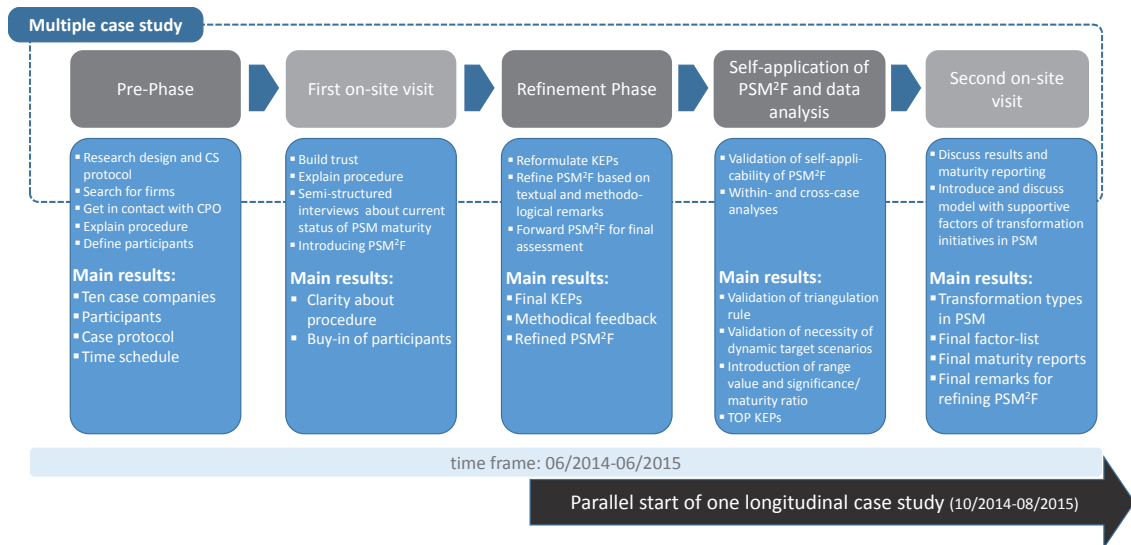 Multiple case study
Pre-Phase
First on-site visit
Refinement Phase
Self-application of
PSM²F and data
analysis
Second on-site
visit
▪ Research design and CS
protocol
▪ Search for firms
▪ Get in contact with CPO
▪ Explain procedure
▪ Define participants
Main results:
▪ Ten case companies
▪ Participants
▪ Case protocol
▪ Time schedule
▪ Build trust
▪ Explain procedure
▪ Semi-structured
interviews about current
status of PSM maturity
▪ Introducing PSM²F
Main results:
▪ Clarity about
procedure
▪ Buy-in of participants
▪ Reformulate KEPs
▪ Refine PSM²F based on
textual and methodo-
logical remarks
▪ Forward PSM²F for final
assessment
Main results:
▪ Final KEPs
▪ Methodical feedback
▪ Refined PSM²F
▪ Validation of self-appli-
cability of PSM²F
▪ Within- and cross-case
analyses
Main results:
▪ Validation of triangulation
rule
▪ Validation of necessity of
dynamic target scenarios
▪ Introduction of range
value and significance/
maturity ratio
▪ TOP KEPs
▪ Discuss results and
maturity reporting
▪ Introduce and discuss
model with supportive
factors of transformation
initiatives in PSM
Main results:
▪ Transformation types
in PSM
▪ Final factor-list
▪ Final maturity reports
▪ Final remarks for
refining PSM²F
time frame: 06/2014-06/2015
Parallel start of one longitudinal case study (10/2014-08/2015)